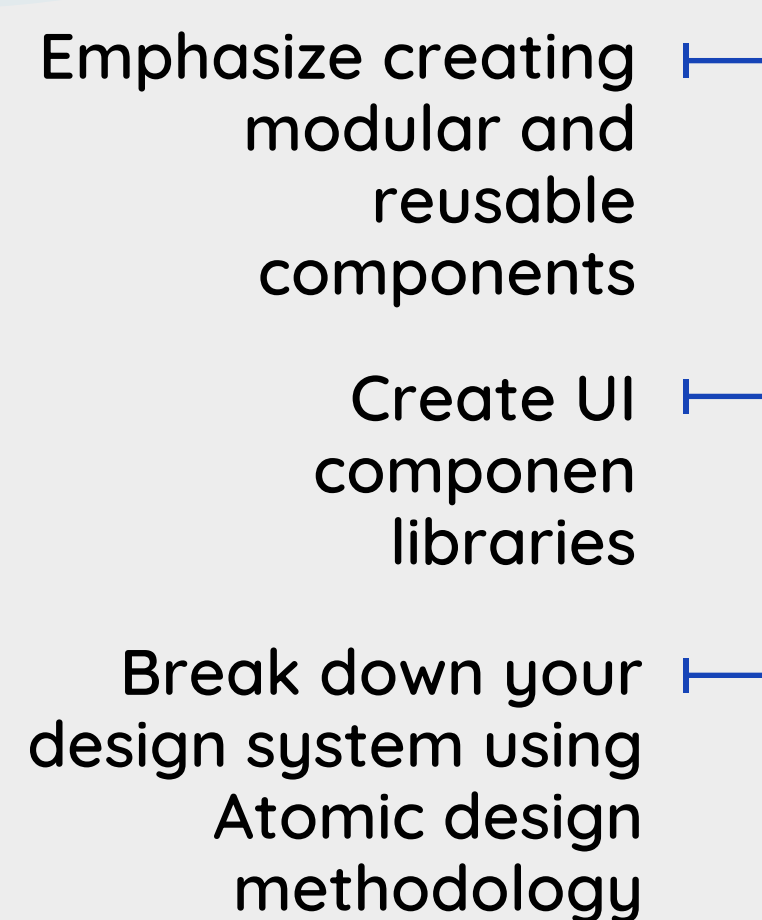 Emphasize creating
modular and
reusable
components
Create UI
componen
libraries
Break down your
design system using
Atomic design
methodology